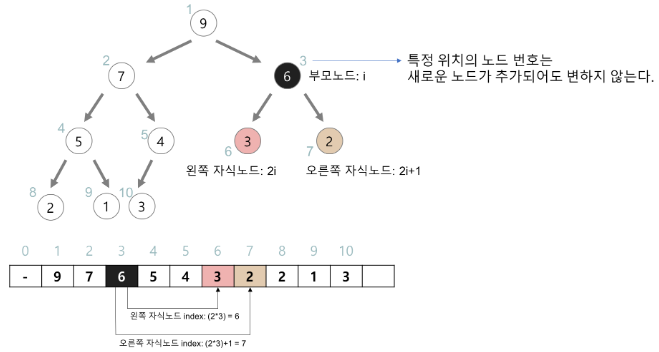 1
9
2
7
3
6
부모노드: i
특정 위치의 노드 번호는
새로운 노드가 추가되어도 변하지 않는다.
4
5
5
4
6
3
7
2
왼쪽 자식노드: 2i
오른쪽 자식노드: 2i+1
8
2
9
1
10
3
0 1 2 3 4 5 6 7 8 9 10
- 9 7 6 5 4 3 2 2 1 3
왼쪽 자식노드 index: (2*3) = 6
오른쪽 자식노드 index: (2*3)+1 = 7